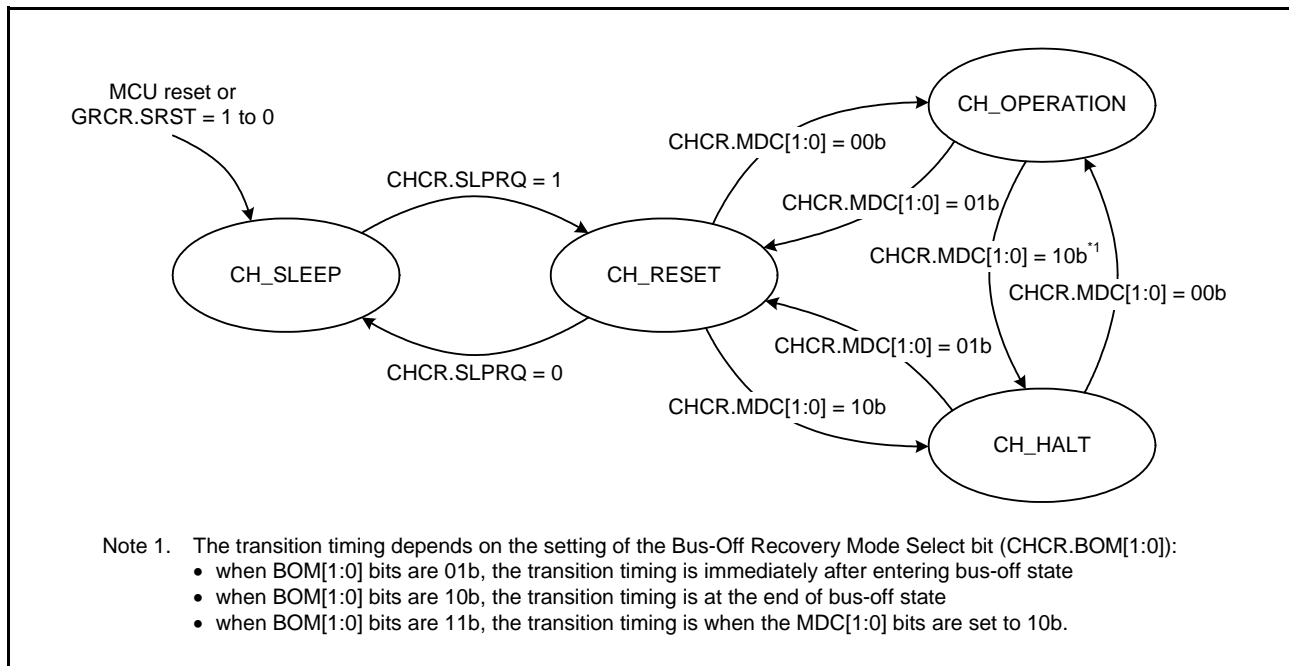 MCU reset or
GRCR.SRST = 1 to 0
CH_OPERATION
CHCR.MDC[1:0] = 00b
CHCR.SLPRQ = 1
CHCR.MDC[1:0] = 01b
CHCR.MDC[1:0] = 10b*1
CH_SLEEP
CH_RESET
CHCR.MDC[1:0] = 00b
CHCR.MDC[1:0] = 01b
CHCR.SLPRQ = 0
CHCR.MDC[1:0] = 10b
CH_HALT
Note 1. The transition timing depends on the setting of the Bus-Off Recovery Mode Select bit (CHCR.BOM[1:0]):
• when BOM[1:0] bits are 01b, the transition timing is immediately after entering bus-off state
• when BOM[1:0] bits are 10b, the transition timing is at the end of bus-off state
• when BOM[1:0] bits are 11b, the transition timing is when the MDC[1:0] bits are set to 10b.